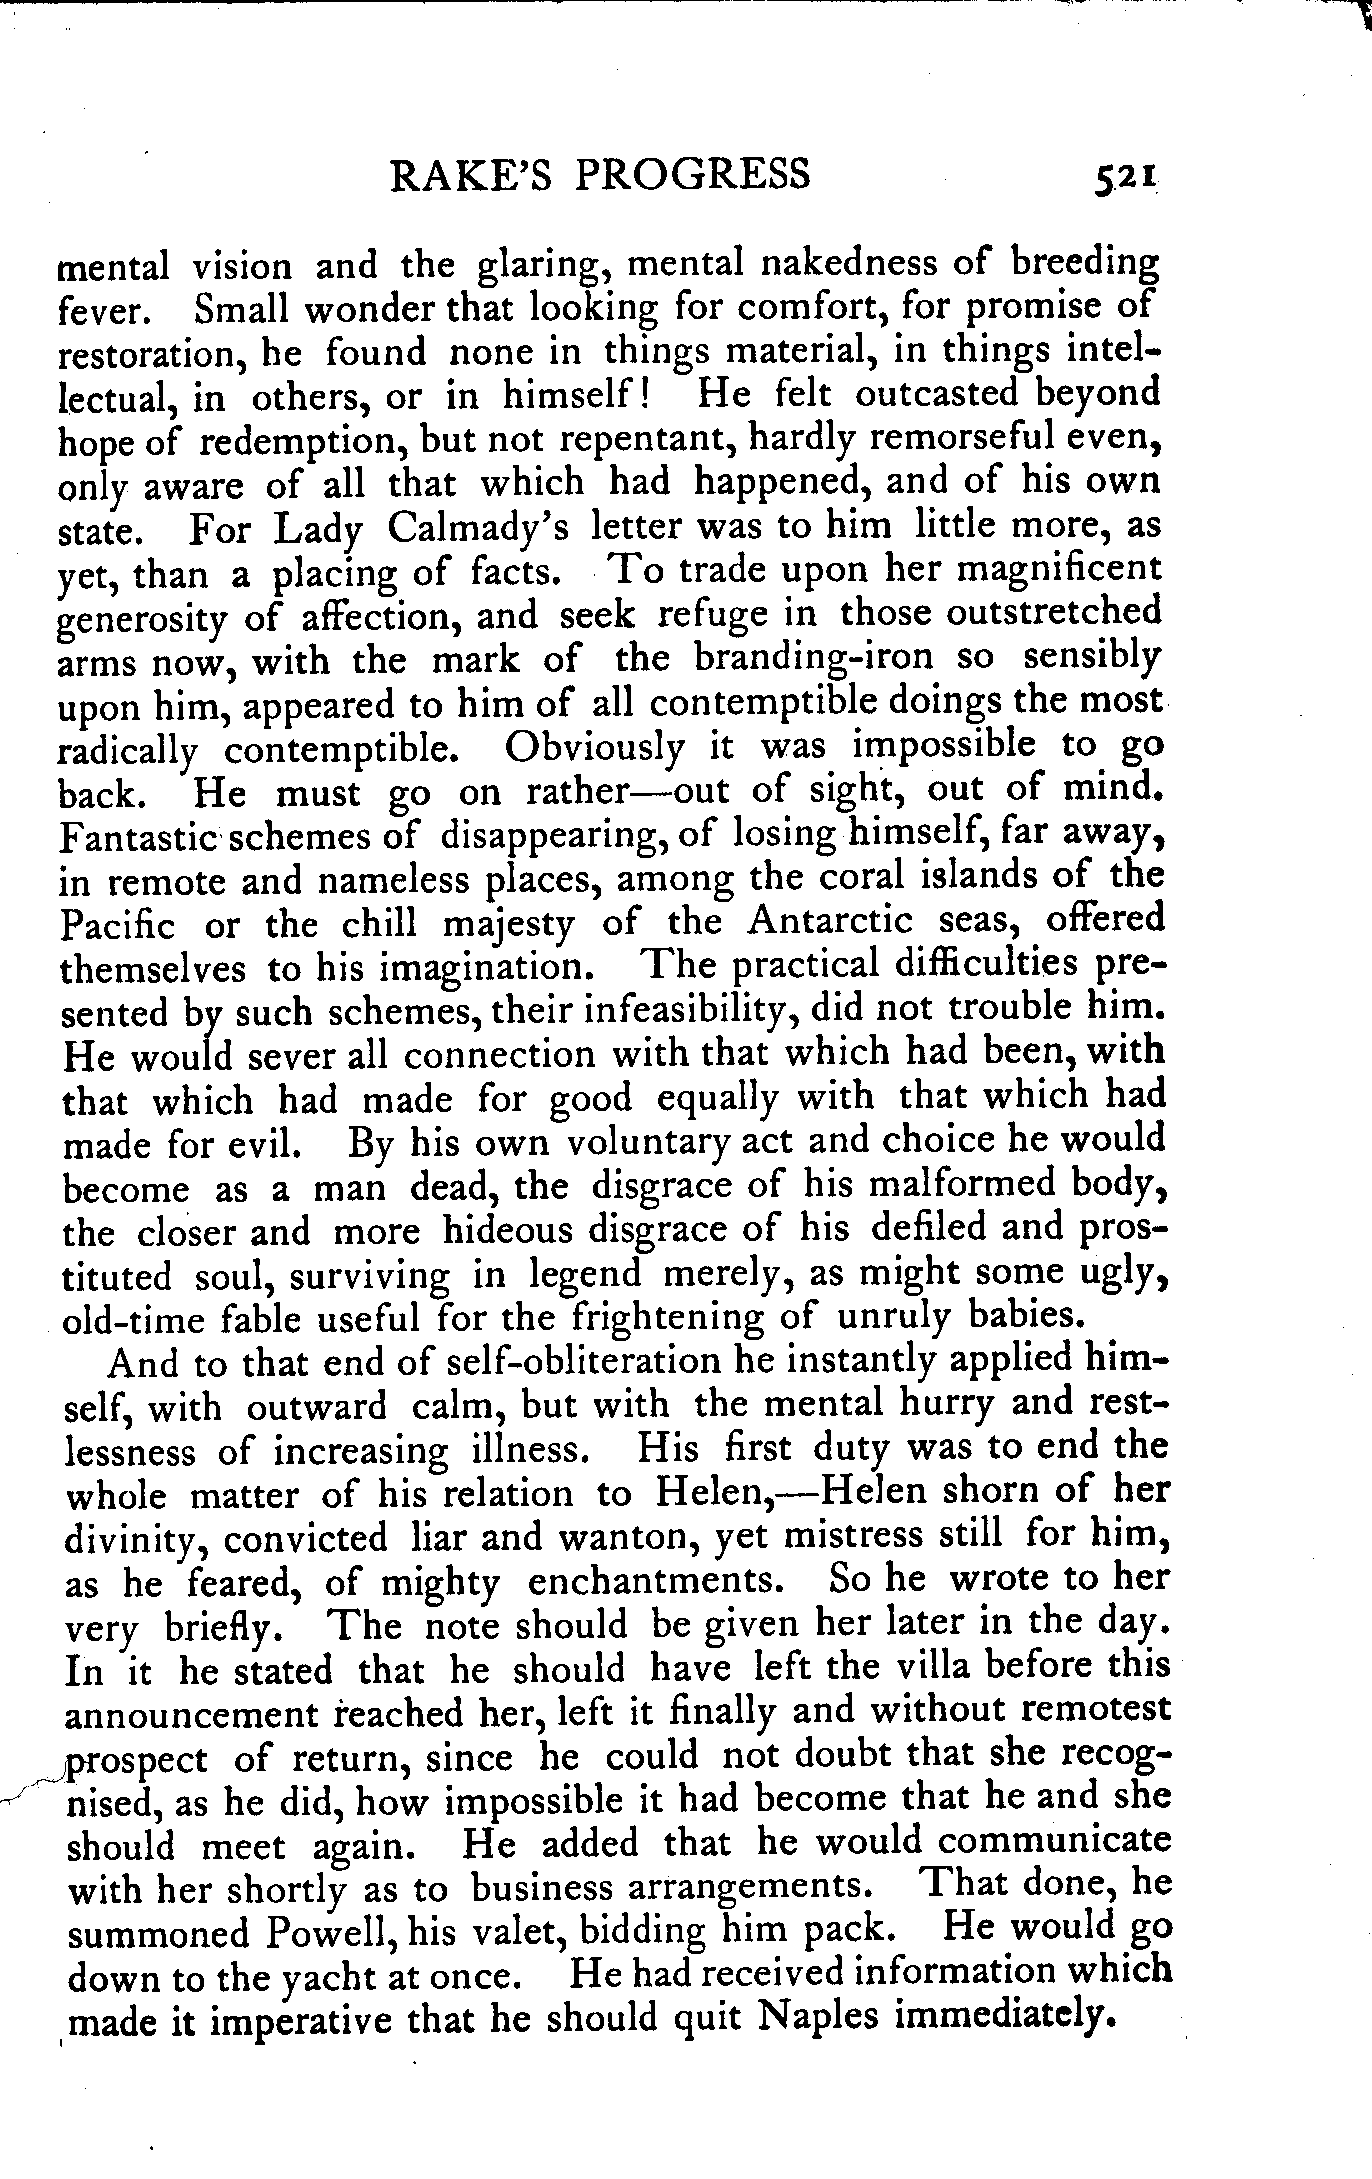 RAKE'S PROGRESS 521
mental vision and the glaring, mental nakedness of breeding
fever. Small wonder that looking for comfort, for promise of
restoration, he found none in things material, in things intel-
lectual, in others, or in himself! He felt outcasted beyond
hope of redemption, but not repentant, hardly remorseful even,
only aware of all that which had happened, and of his own
state. For Lady Calmady's letter was to him little more, as
yet, than a placing of facts. To trade upon her magnificent
generosity of affection, and seek refuge in those outstretched
arms now, with the mark of the branding-iron so sensibly
upon him, appeared to him of all contemptible doings the most
radically contemptible. Obviously it was impossible to go
back. He must go on rather—out of sight, out of mind.
Fantastic schemes of disappearing, of losing himself, far away,
in remote and nameless places, among the coral islands of the
Pacific or the chill majesty of the Antarctic seas, offered
themselves to his imagination. The practical difficulties pre-
sented by such schemes, their infeasibility, did not trouble him.
He would sever all connection with that which had been, with
that which had made for good equally with that which had
made for evil. By his own voluntary act and choice he would
become as a man dead, the disgrace of his malformed body,
the closer and more hideous disgrace of his defiled and pros-
tituted soul, surviving in legend merely, as might some ugly,
old-time fable useful for the frightening of unruly babies.
And to that end of self-obliteration he instantly applied him-
self, with outward calm, but with the mental hurry and rest-
lessness of increasing illness. His first duty was to end the
whole matter of his relation to Helen,—Helen shorn of her
divinity, convicted liar and wanton, yet mistress still for him,
as he feared, of mighty enchantments. So he wrote to her
very briefly. The note should be given her later in the day.
In it he stated that he should have left the villa before this
announcement reached her, left it finally and without remotest
prospect of return, since he could not doubt that she recog-
nised, as he did, how impossible it had become that he and she
should meet again. He added that he would communicate
with her shortly as to business arrangements. That done, he
summoned Powell, his valet, bidding him pack. He would go
down to the yacht at once. He had received information which
made it imperative that he should quit Naples immediately.